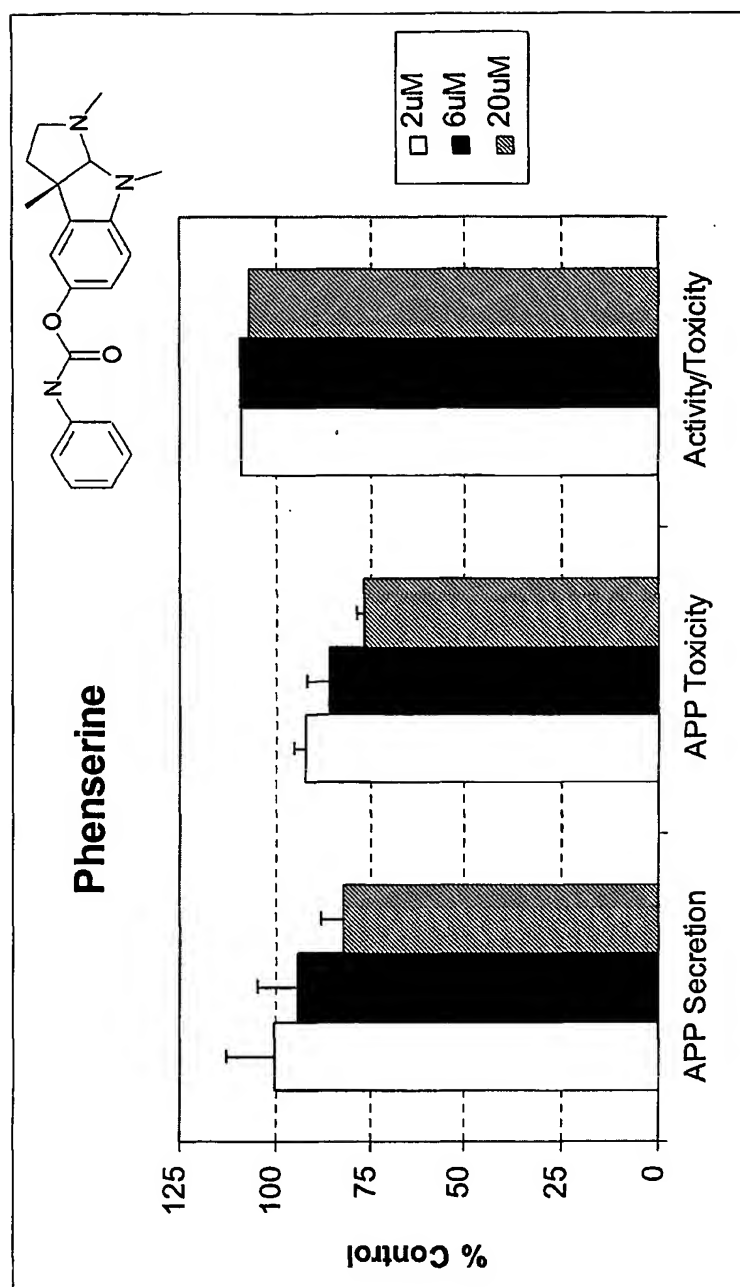 Phenserine
N
N
O
O
N
2uM
6uM
20uM
125
100
75
50
25
0
% Control
APP Secretion
APP Toxicity
Activity/Toxicity